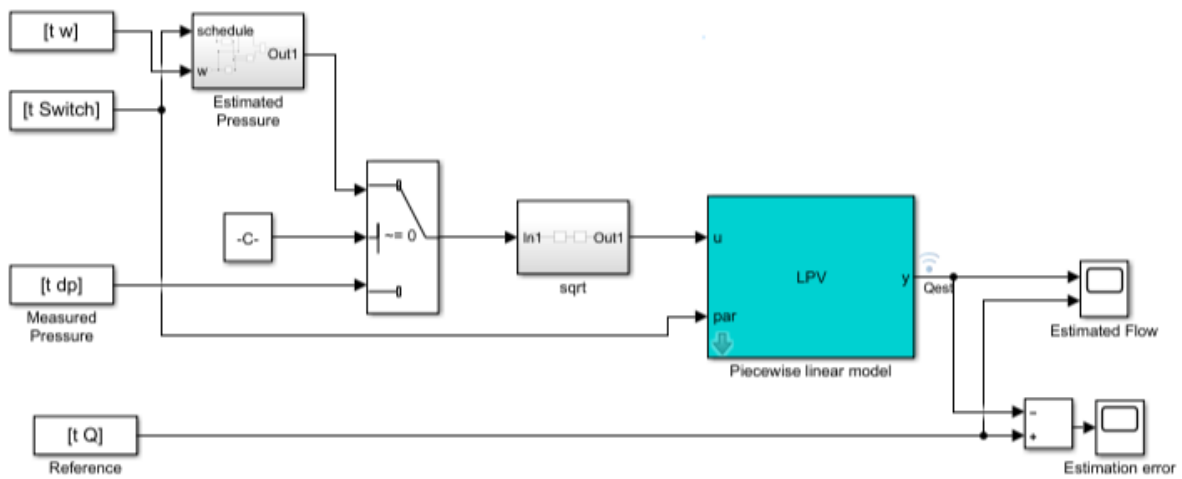 [t w]
schedule
w
Out1
Estimated
Pressure
[t Switch]
-C-
~= 0
In1
Out1
sqrt
[t dp]
Measured
Pressure
u
LPV
y
par
Piecewise linear model
Qest
Estimated Flow
[t Q]
Reference
-
+
Estimation error